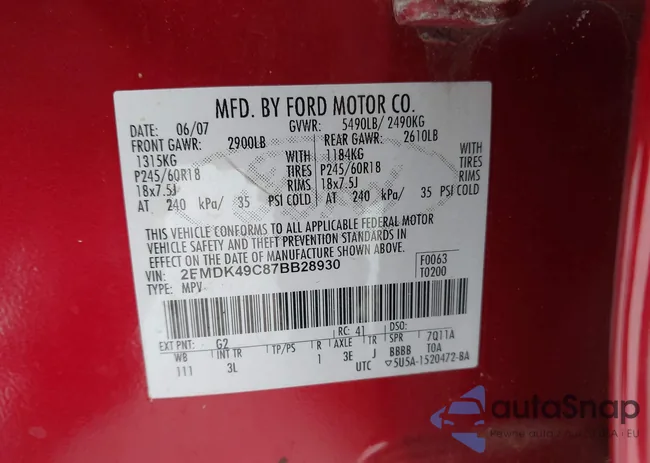 MFD. BY FORD MOTOR CO.
DATE: 06/07 GVWR: 5490LB/ 2490KG
FRONT GAWR: 2900LB REAR GAWR: 2610LB
1315KG WITH 1184KG WITH
P245/60R18 TIRES P245/60R18 TIRES
18x7.5J RIMS 18x7.5J RIMS
AT 240 kPa/ 35 PSI COLD AT 240 kPa/ 35 PSI COLD
THIS VEHICLE CONFORMS TO ALL APPLICABLE FEDERAL MOTOR
VEHICLE SAFETY AND THEFT PREVENTION STANDARDS IN
EFFECT ON THE DATE OF MANUFACTURE SHOWN ABOVE.
VIN: 2FMDK49C87BB28930 F0063
TYPE: MPV T0200
EXT PNT: G2 RC: 41 DSO:
WB INT TR TP/PS R AXLE TR SPR 7Q11A
111 3L 1 3E J BBBB T0A
UTC ▽5U5A-1520472-BA
autoSnap